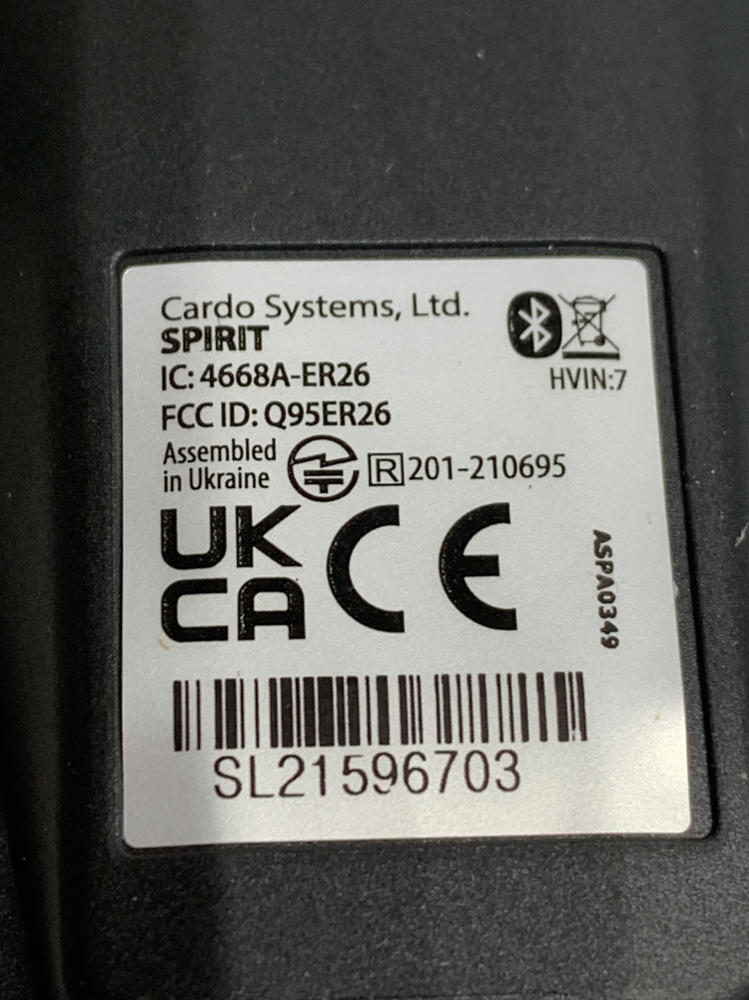 Cardo Systems, Ltd.
SPIRIT
IC: 4668A-ER26
HVIN:7
FCC ID: Q95ER26
Assembled
in Ukraine
R 201-210695
UK
CA
CE
ASPA0349
SL21596703